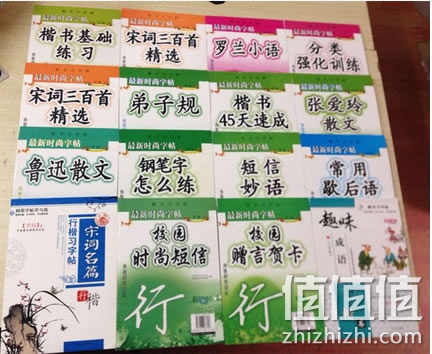 最新时尚字帖
楷书基础
练习
最新时尚字帖
宋词三百首
精选
最新时尚字帖
罗兰小语
最新时尚字帖
分类
强化训练
最新时尚字帖
宋词三百首
精选
最新时尚字帖
弟子规
最新时尚字帖
楷书
45天速成
最新时尚字帖
张爱玲
散文
最新时尚字帖
鲁迅散文
最新时尚字帖
钢笔字
怎么练
最新时尚字帖
短信
妙语
最新时尚字帖
常用
歇后语
行楷习字帖
宋词名篇
行楷
最新时尚字帖
校园
时尚短信
行
最新时尚字帖
校园
赠言贺卡
行
趣味
成语
值值值
zhizhizhi.com